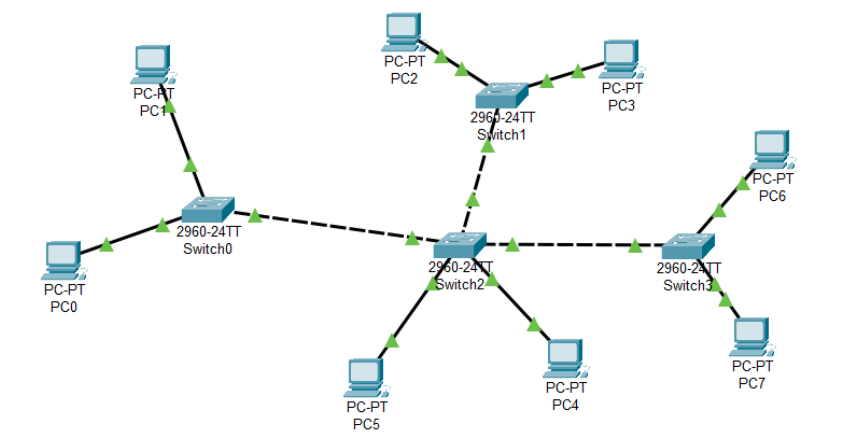 PC-PT
PC2
PC-PT
PC3
PC-PT
PC1
2960-24TT
Switch1
PC-PT
PC6
2960-24TT
Switch0
2960-24TT
Switch2
2960-24TT
Switch3
PC-PT
PC0
PC-PT
PC7
PC-PT
PC4
PC-PT
PC5